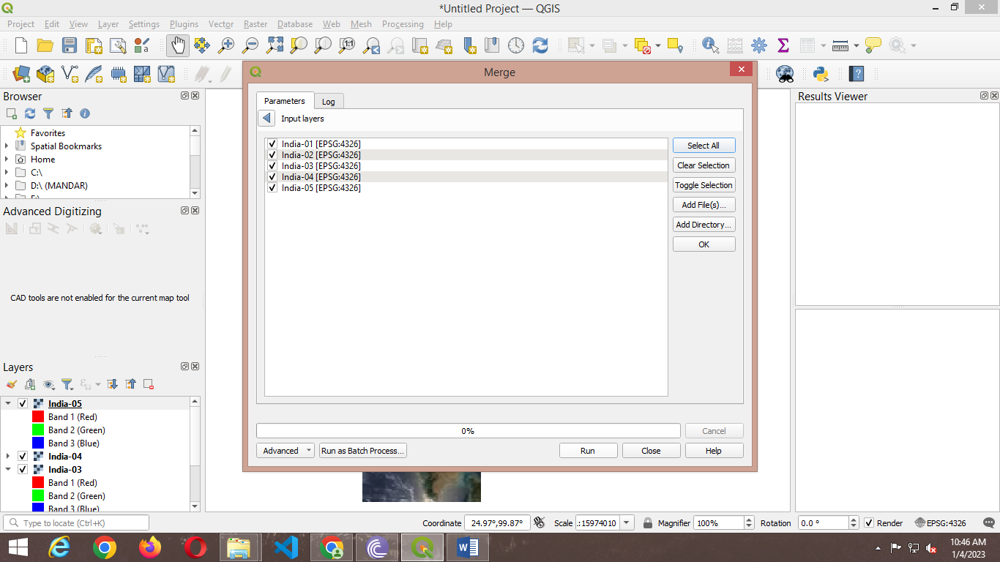 *Untitled Project — QGIS
Project Edit View Layer Settings Plugins Vector Raster Database Web Mesh Processing Help
Browser
Favorites
Spatial Bookmarks
Home
C:\
D:\ (MANDAR)
Advanced Digitizing
CAD tools are not enabled for the current map tool
Layers
India-05
Band 1 (Red)
Band 2 (Green)
Band 3 (Blue)
India-04
India-03
Band 1 (Red)
Band 2 (Green)
Band 3 (Blue)
Merge
Parameters Log
Input layers
India-01 [EPSG:4326]
India-02 [EPSG:4326]
India-03 [EPSG:4326]
India-04 [EPSG:4326]
India-05 [EPSG:4326]
Select All
Clear Selection
Toggle Selection
Add File(s)...
Add Directory...
OK
0%
Cancel
Advanced Run as Batch Process... Run Close Help
Results Viewer
Type to locate (Ctrl+K) Coordinate 24.97°,99.87° Scale .:15974010 Magnifier 100% Rotation 0.0 ° Render EPSG:4326
10:46 AM
1/4/2023